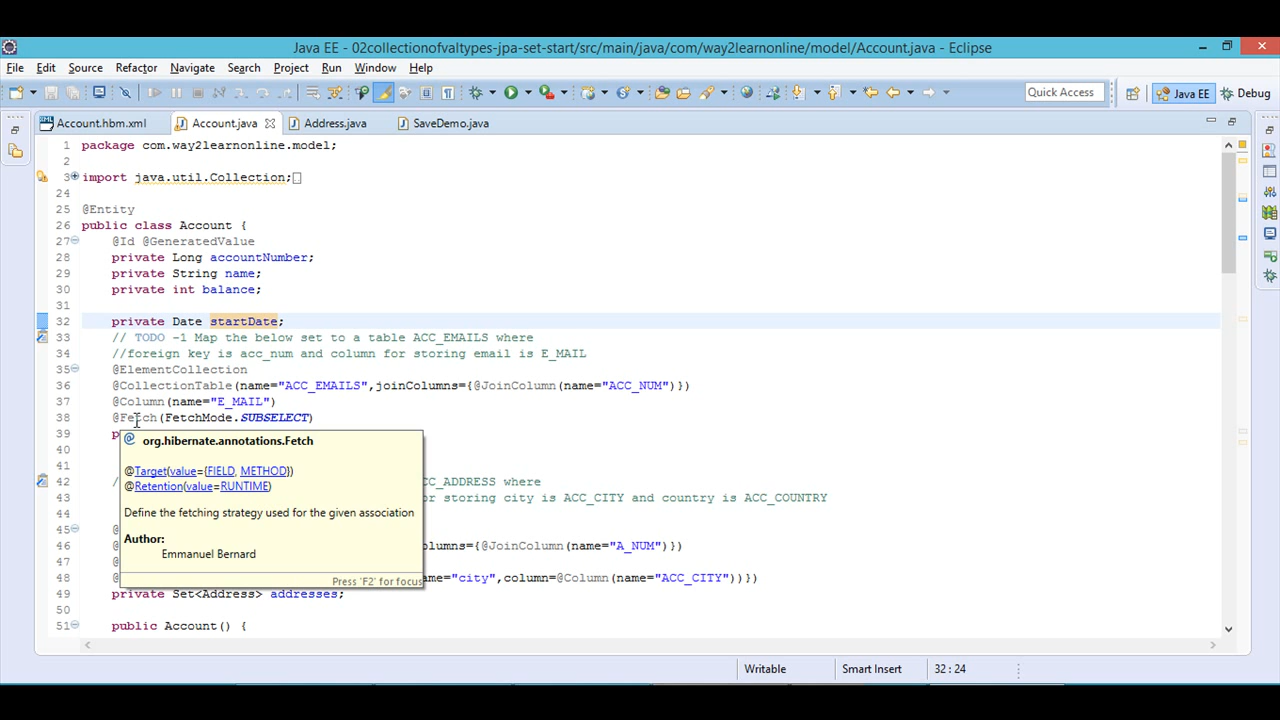 Java EE - 02collectionofvaltypes-jpa-set-start/src/main/java/com/way2learnonline/model/Account.java - Eclipse
File Edit Source Refactor Navigate Search Project Run Window Help
Quick Access Java EE Debug
Account.hbm.xml Account.java Address.java SaveDemo.java
1 package com.way2learnonline.model;
2
3 import java.util.Collection;
24
25 @Entity
26 public class Account {
27 @Id @GeneratedValue
28 private Long accountNumber;
29 private String name;
30 private int balance;
31
32 private Date startDate;
33 // TODO -1 Map the below set to a table ACC_EMAILS where
34 //foreign key is acc_num and column for storing email is E_MAIL
35 @ElementCollection
36 @CollectionTable(name="ACC_EMAILS",joinColumns={@JoinColumn(name="ACC_NUM")})
37 @Column(name="E_MAIL")
38 @Fetch(FetchMode.SUBSELECT)
39 p
org.hibernate.annotations.Fetch
@Target(value={FIELD, METHOD})
@Retention(value=RUNTIME)
Define the fetching strategy used for the given association
Author:
Emmanuel Bernard
Press 'F2' for focus
40
41
42 / CC_ADDRESS where
43 or storing city is ACC_CITY and country is ACC_COUNTRY
44
45 @
46 @ olumns={@JoinColumn(name="A_NUM")})
47 @
48 @ ame="city",column=@Column(name="ACC_CITY"))})
49 private Set<Address> addresses;
50
51 public Account() {
Writable Smart Insert 32 : 24